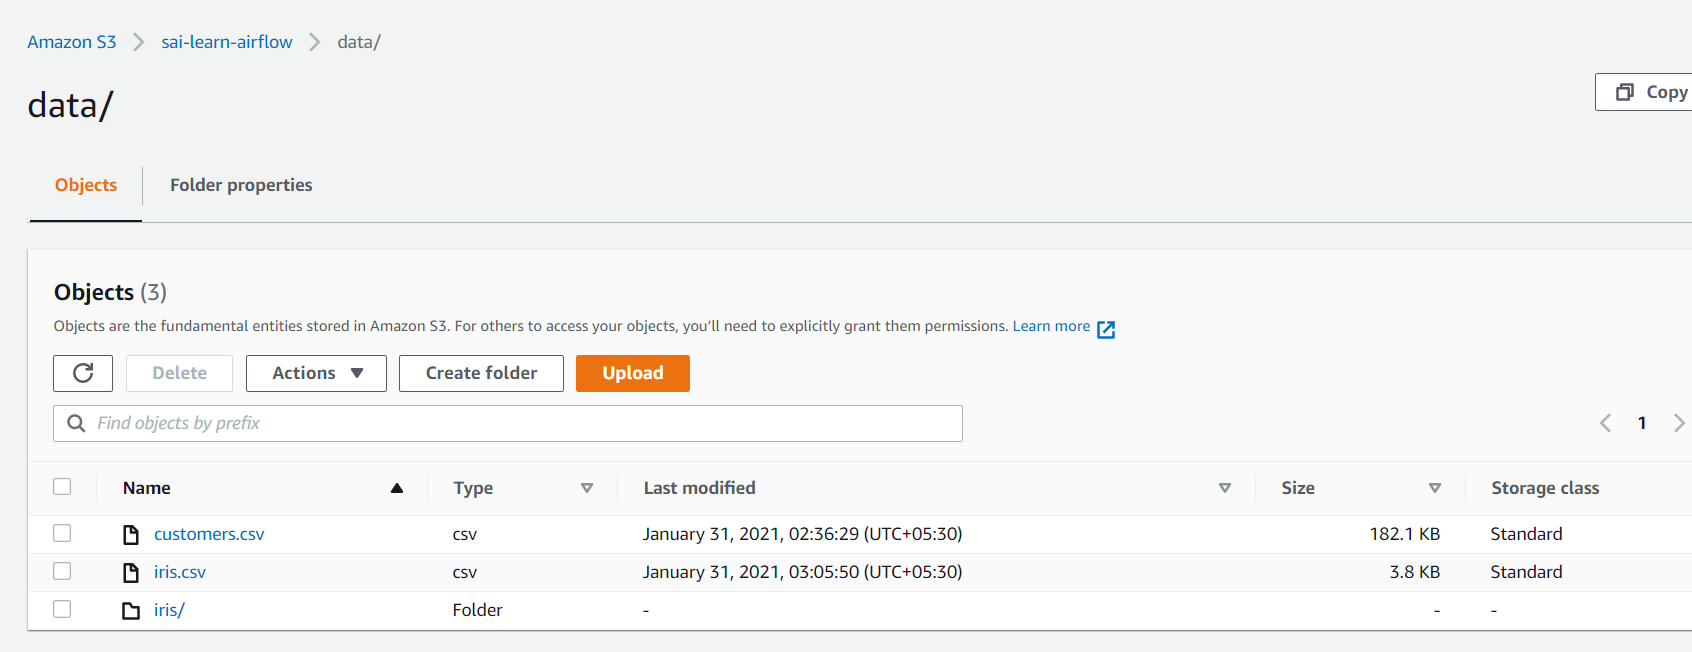 Amazon S3 > sai-learn-airflow > data/
data/
Copy
Objects
Folder properties
Objects (3)
Objects are the fundamental entities stored in Amazon S3. For others to access your objects, you'll need to explicitly grant them permissions. Learn more
Delete Actions Create folder Upload
Find objects by prefix
1
Name Type Last modified Size Storage class
customers.csv csv January 31, 2021, 02:36:29 (UTC+05:30) 182.1 KB Standard
iris.csv csv January 31, 2021, 03:05:50 (UTC+05:30) 3.8 KB Standard
iris/ Folder - - -